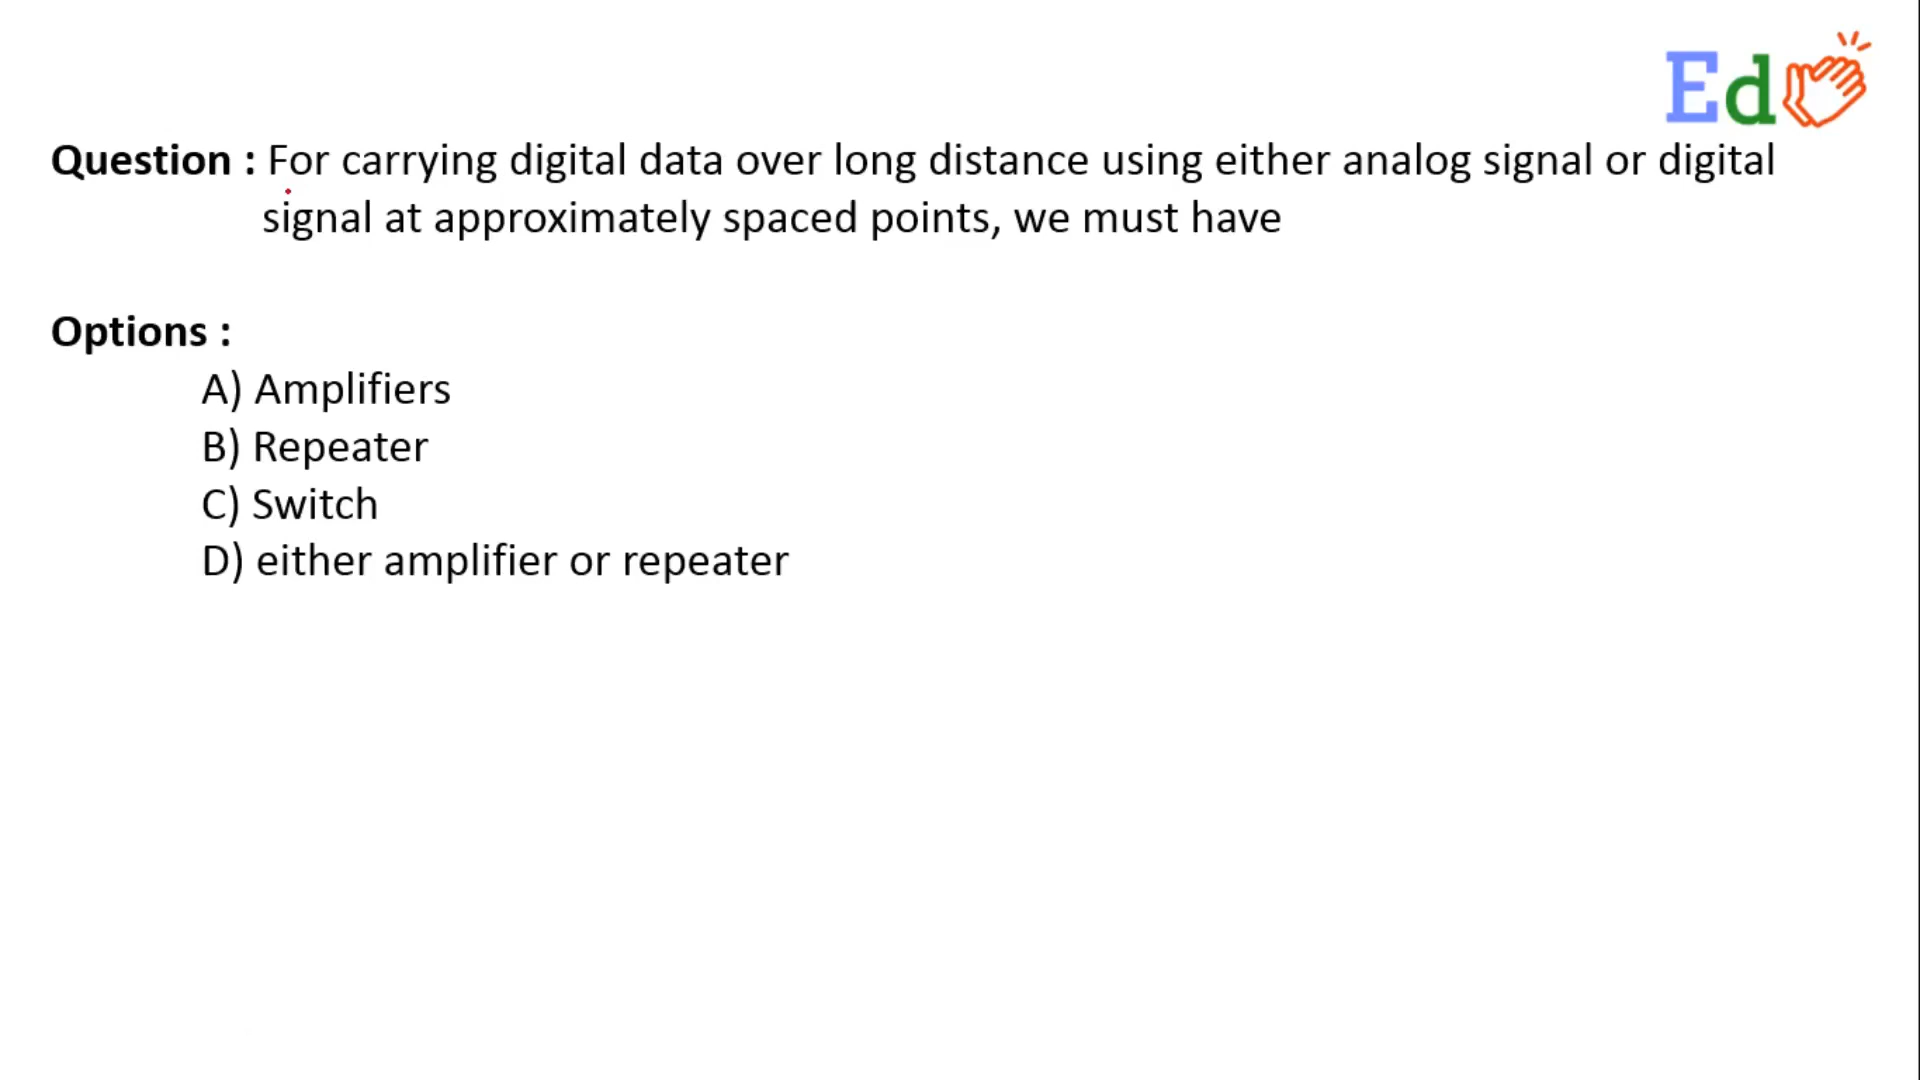 Ed
Question : For carrying digital data over long distance using either analog signal or digital
signal at approximately spaced points, we must have
Options :
A) Amplifiers
B) Repeater
C) Switch
D) either amplifier or repeater